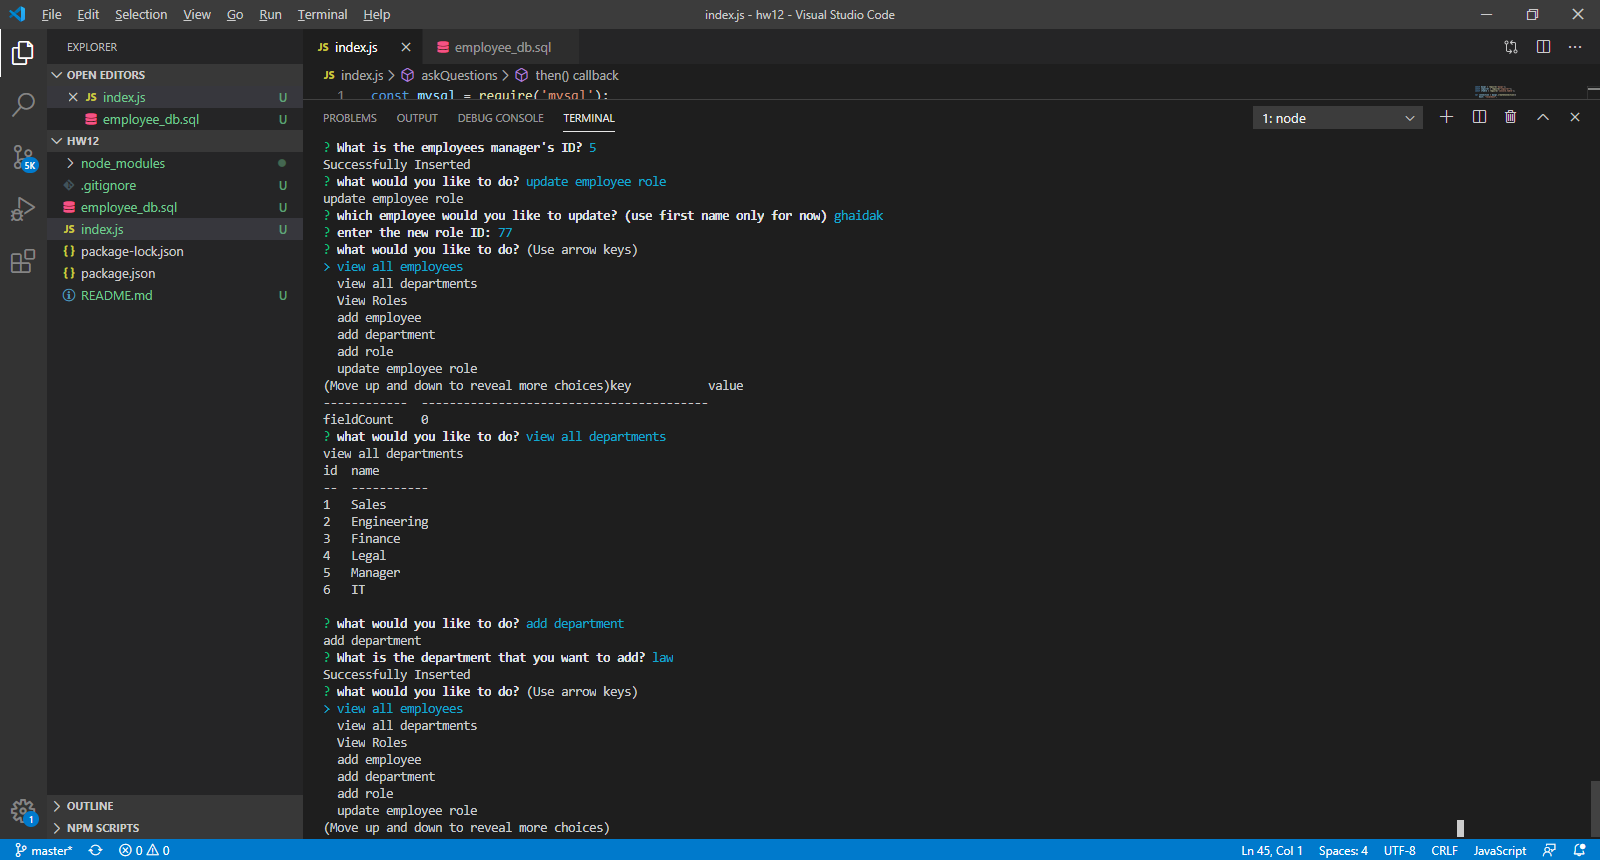 File Edit Selection View Go Run Terminal Help
index.js - hw12 - Visual Studio Code
EXPLORER
OPEN EDITORS
JS index.js U
employee_db.sql U
HW12
node_modules
.gitignore U
employee_db.sql U
JS index.js U
{} package-lock.json
{} package.json
README.md U
OUTLINE
NPM SCRIPTS
5K
1
JS index.js
employee_db.sql
JS index.js > askQuestions > then() callback
1 const mysql = require('mysql');
PROBLEMS OUTPUT DEBUG CONSOLE TERMINAL
1: node
? What is the employees manager's ID? 5
Successfully Inserted
? what would you like to do? update employee role
update employee role
? which employee would you like to update? (use first name only for now) ghaidak
? enter the new role ID: 77
? what would you like to do? (Use arrow keys)
> view all employees
view all departments
View Roles
add employee
add department
add role
update employee role
(Move up and down to reveal more choices)key value
------------ -----------------------------------------
fieldCount 0
? what would you like to do? view all departments
view all departments
id name
-- -----------
1 Sales
2 Engineering
3 Finance
4 Legal
5 Manager
6 IT
? what would you like to do? add department
add department
? What is the department that you want to add? law
Successfully Inserted
? what would you like to do? (Use arrow keys)
> view all employees
view all departments
View Roles
add employee
add department
add role
update employee role
(Move up and down to reveal more choices)
master* 0 0
Ln 45, Col 1 Spaces: 4 UTF-8 CRLF JavaScript